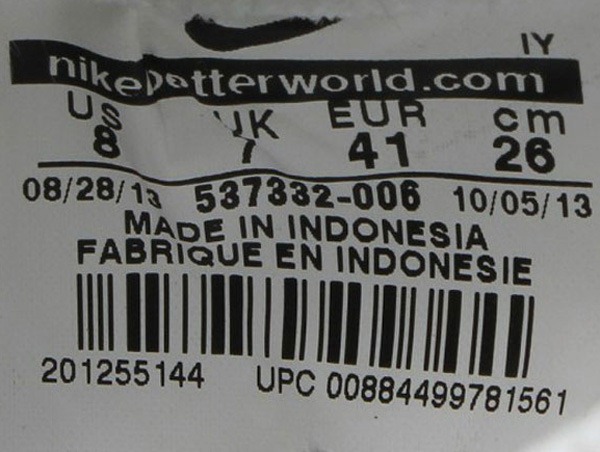 IY
nikebetterworld.com
US UK EUR cm
8 7 41 26
08/28/13 537332-006 10/05/13
MADE IN INDONESIA
FABRIQUE EN INDONESIE
201255144 UPC 00884499781561